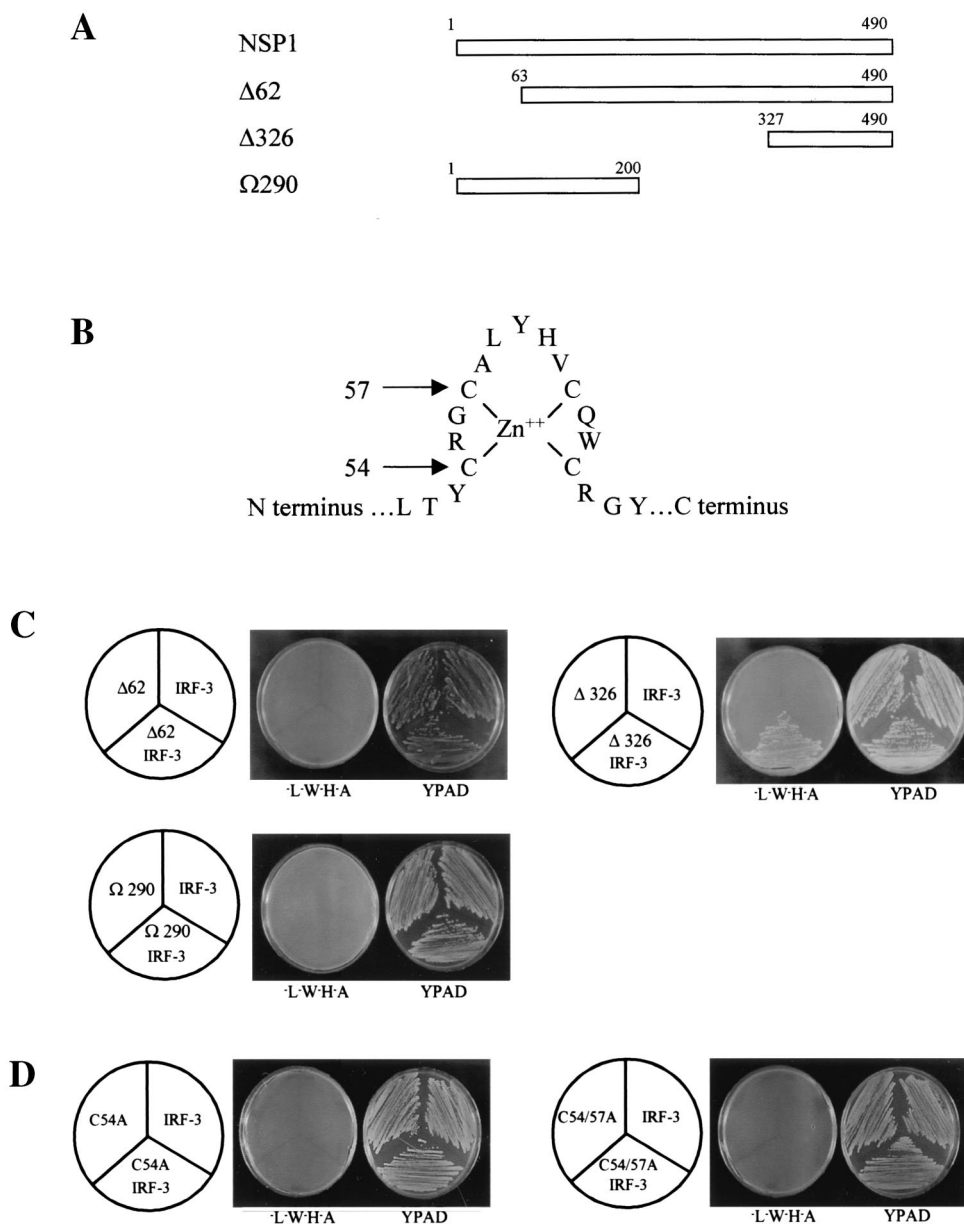 A
NSP1
1 490
Δ62
63 490
Δ326
327 490
Ω290
1 200
B
L Y H
A V
57 C C
G Q
Zn++
R W
54 C C
Y R
N terminus ...L T G Y...C terminus
C
Δ62 IRF-3
Δ62
IRF-3
-L-W-H-A YPAD
Δ 326 IRF-3
Δ 326
IRF-3
-L-W-H-A YPAD
Ω 290 IRF-3
Ω 290
IRF-3
-L-W-H-A YPAD
D
C54A IRF-3
C54A
IRF-3
-L-W-H-A YPAD
C54/57A IRF-3
C54/57A
IRF-3
-L-W-H-A YPAD